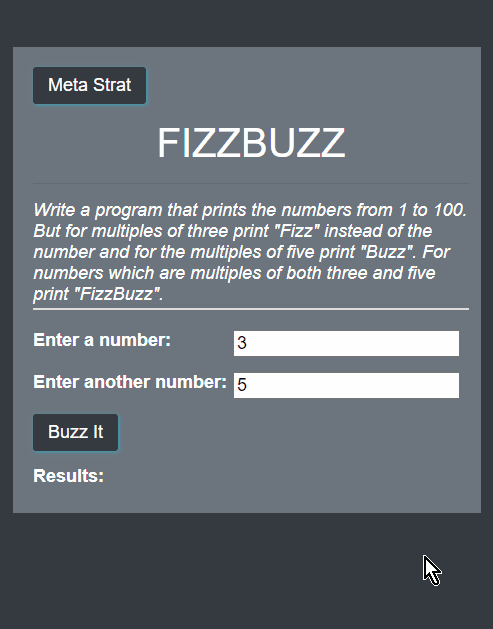 Meta Strat
FIZZBUZZ
Write a program that prints the numbers from 1 to 100.
But for multiples of three print "Fizz" instead of the
number and for the multiples of five print "Buzz". For
numbers which are multiples of both three and five
print "FizzBuzz".
Enter a number: 3
Enter another number: 5
Buzz It
Results: